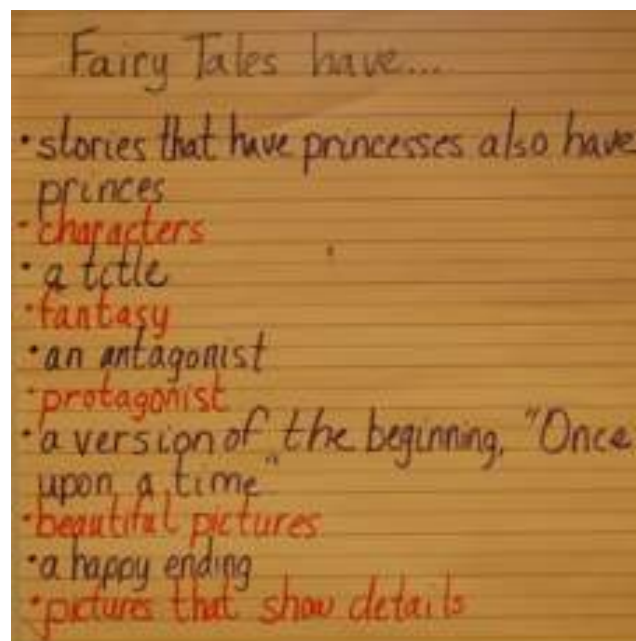 Fairy Tales have...
• stories that have princesses also have
princes
• characters
• a title
• fantasy
• an antagonist
• protagonist
• a version of the beginning, "Once
upon a time"
• beautiful pictures
• a happy ending
• pictures that show details